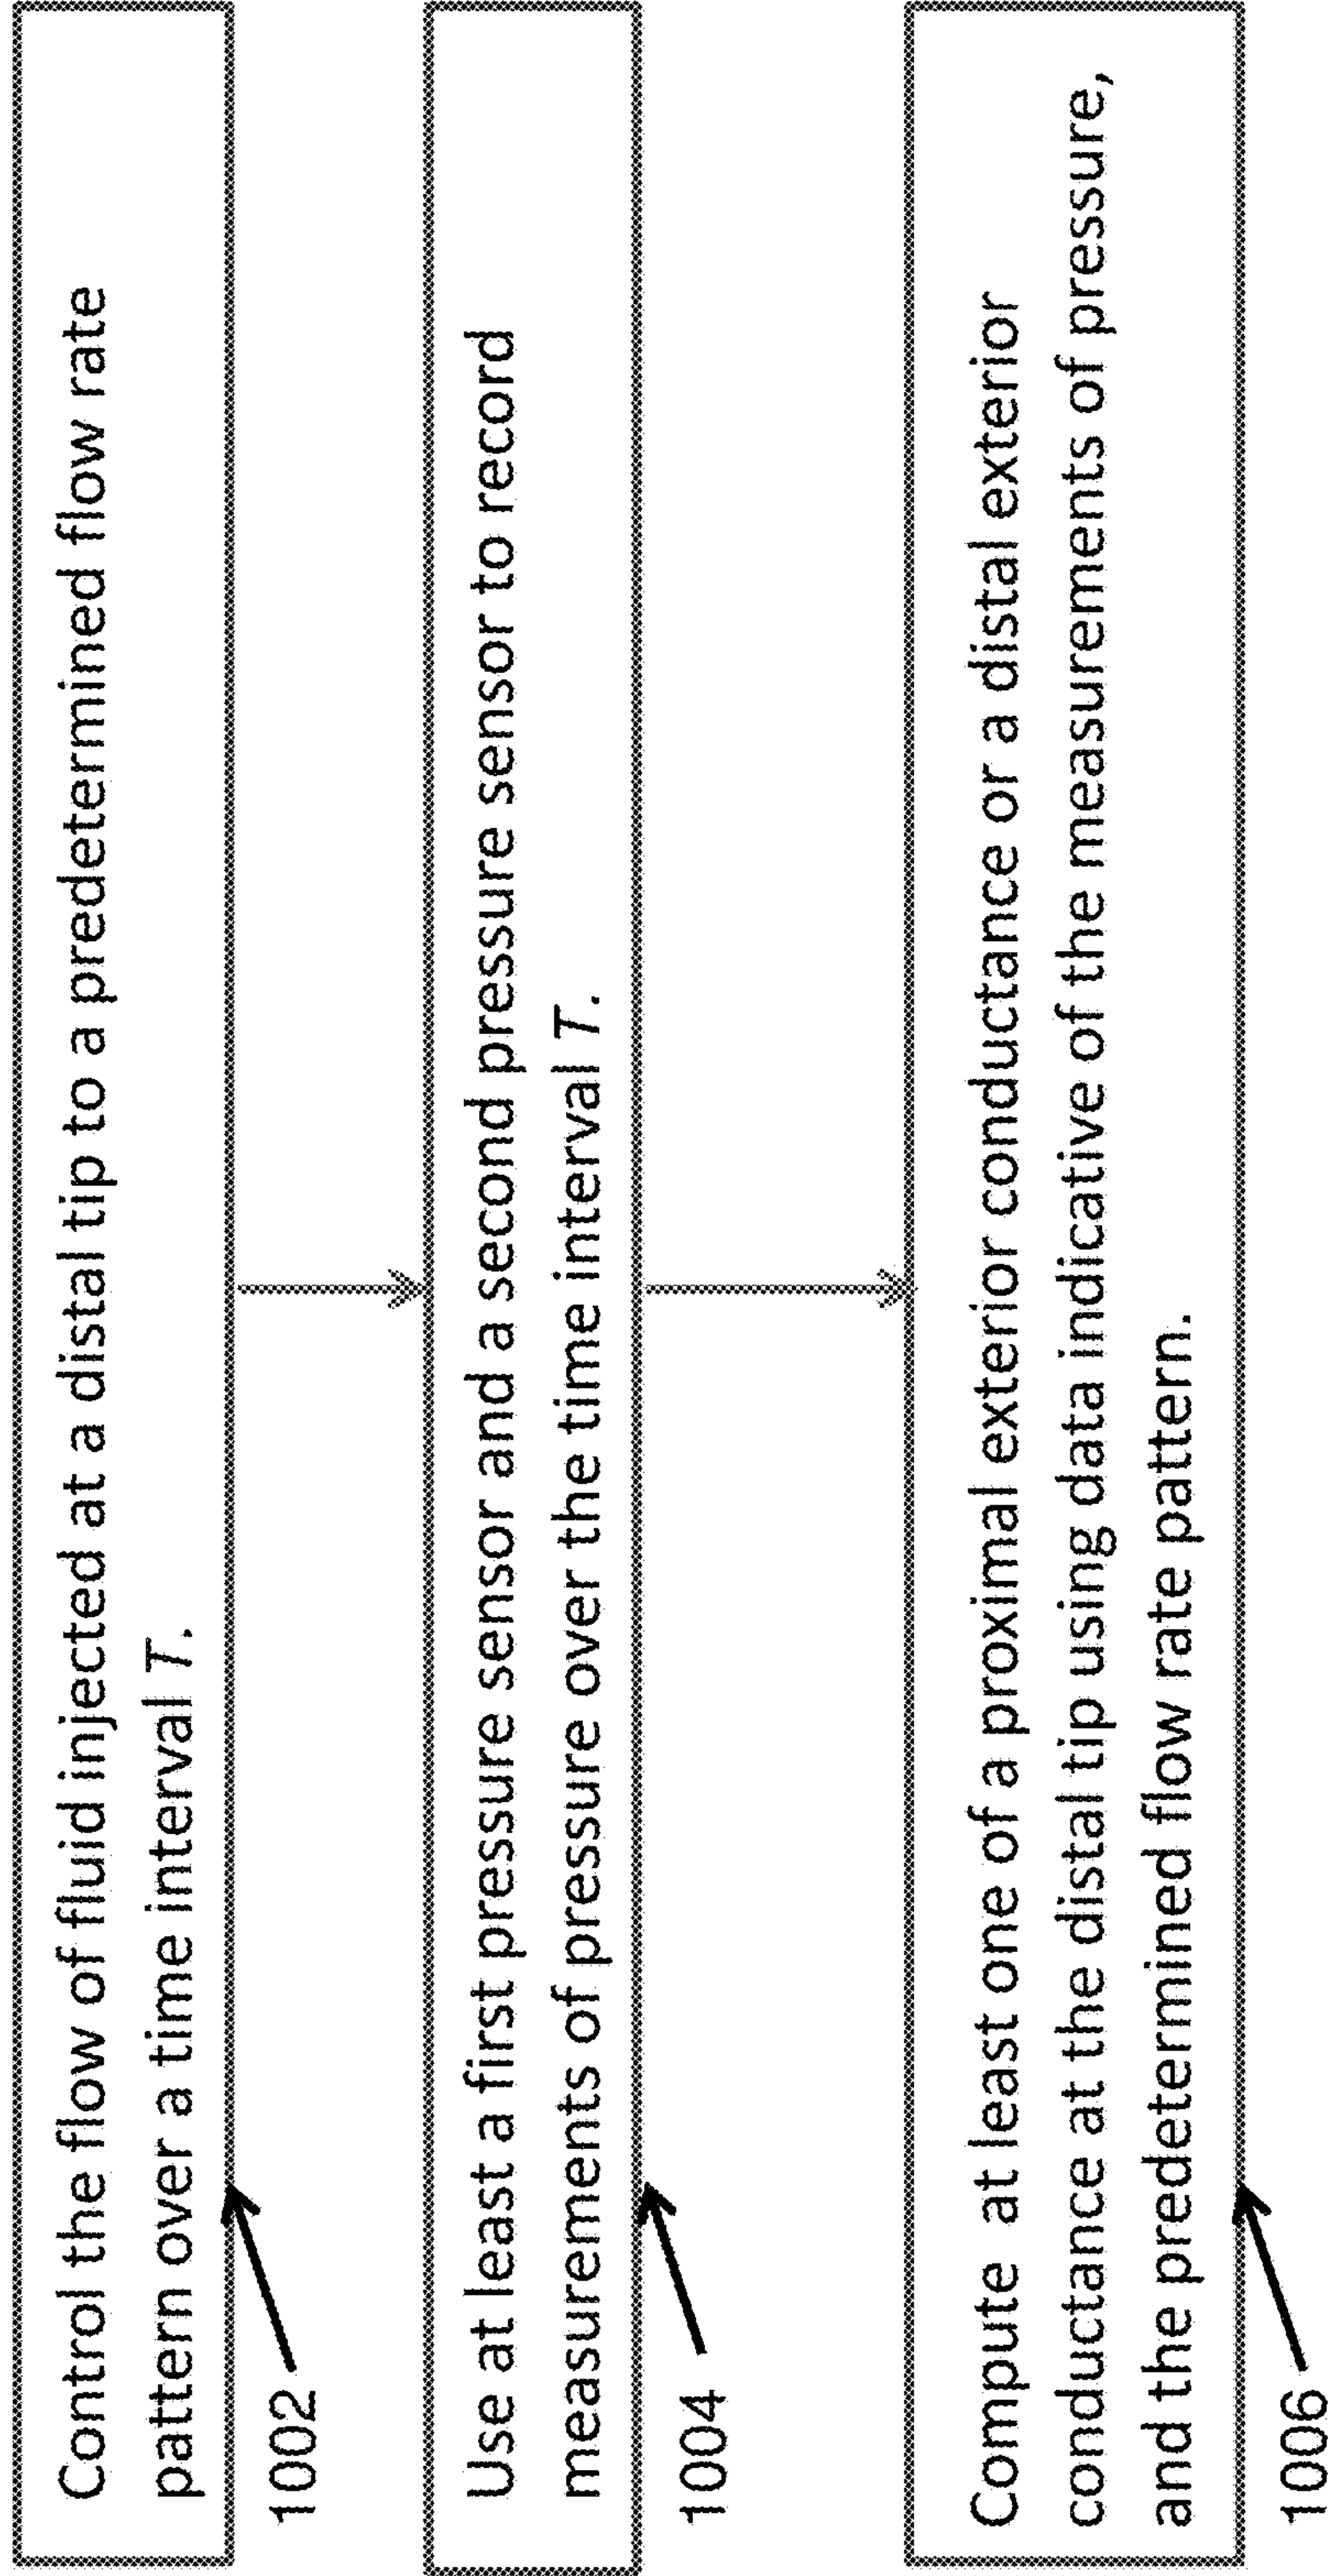 Control the flow of fluid injected at a distal tip to a predetermined flow rate
pattern over a time interval T.
1002
Use at least a first pressure sensor and a second pressure sensor to record
measurements of pressure over the time interval T.
1004
Compute at least one of a proximal exterior conductance or a distal exterior
conductance at the distal tip using data indicative of the measurements of pressure,
and the predetermined flow rate pattern.
1006